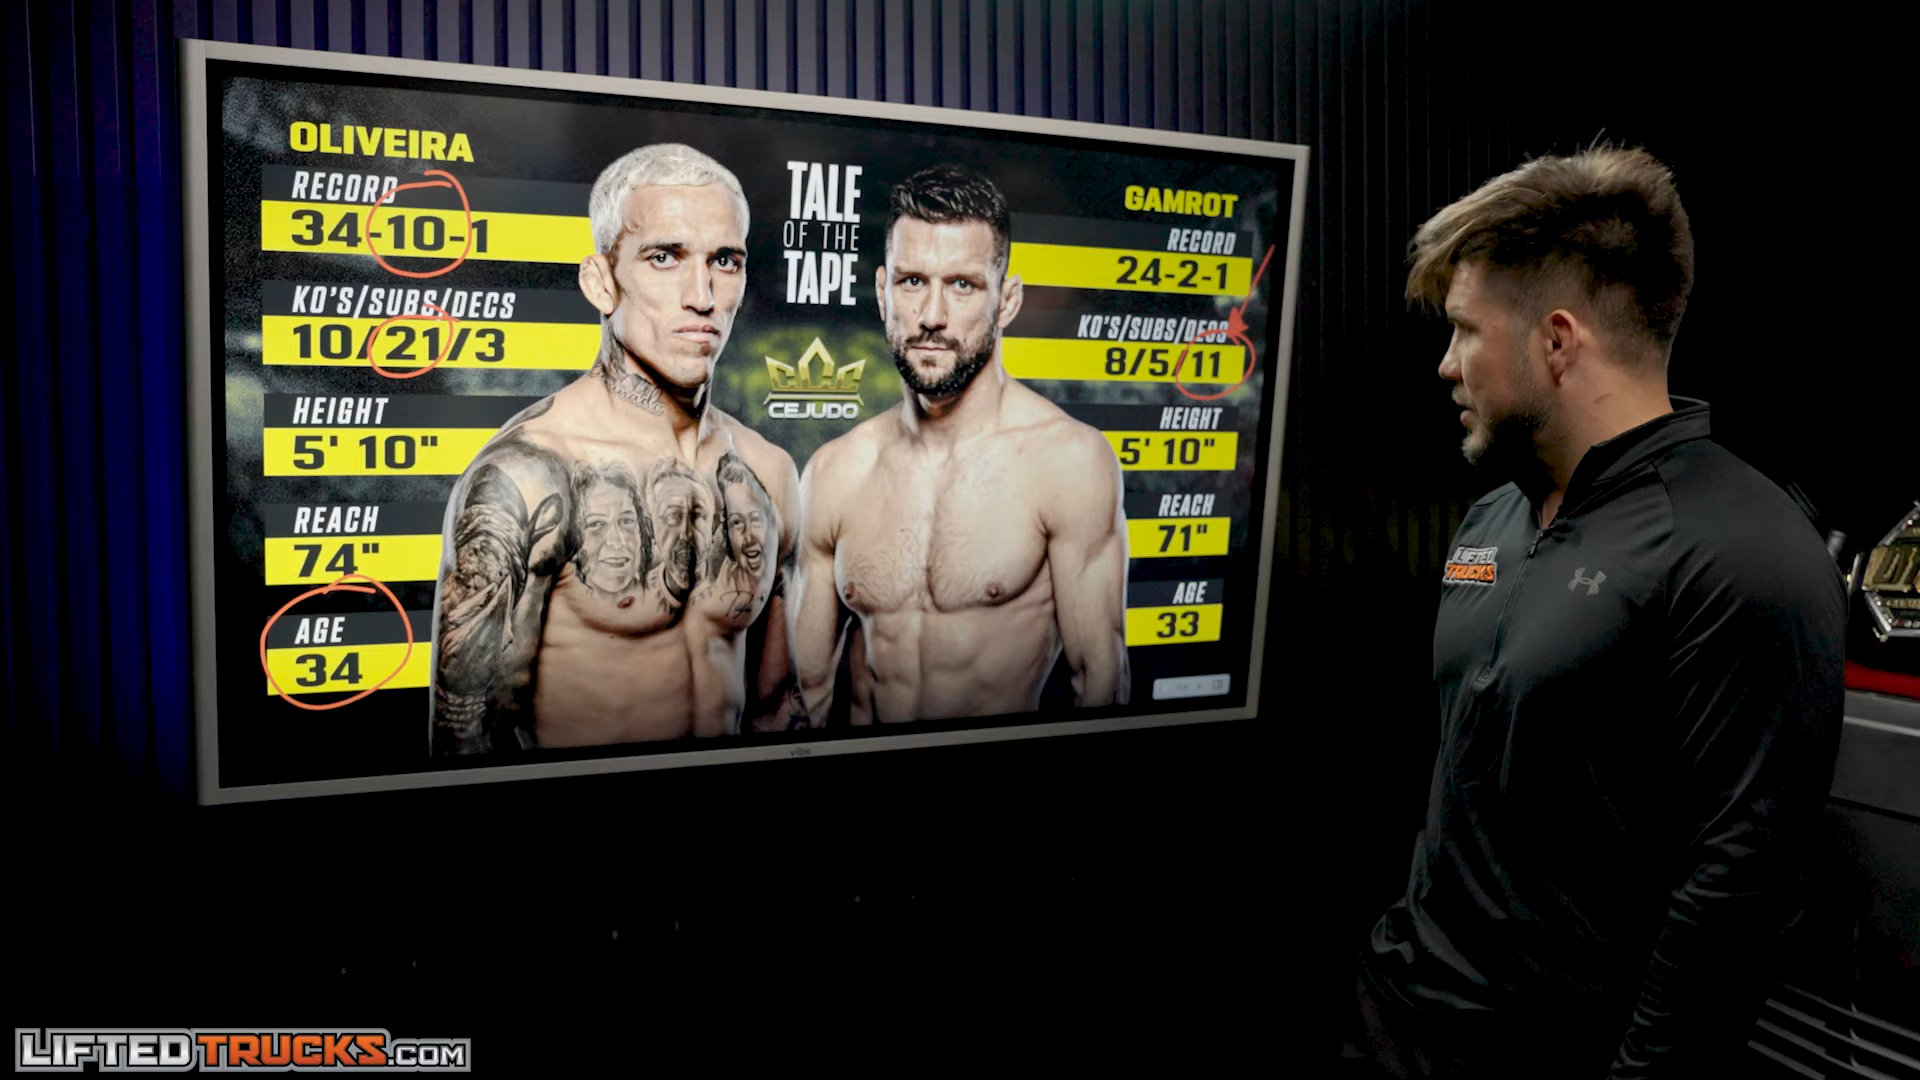 OLIVEIRA
RECORD
34-10-1
KO'S/SUBS/DECS
10/21/3
HEIGHT
5' 10"
REACH
74"
AGE
34
TALE
OF THE
TAPE
CCC
CEJUDO
GAMROT
RECORD
24-2-1
KO'S/SUBS/DECS
8/5/11
HEIGHT
5' 10"
REACH
71"
AGE
33
vibe
LIFTED
TRUCKS
LIFTEDTRUCKS.COM